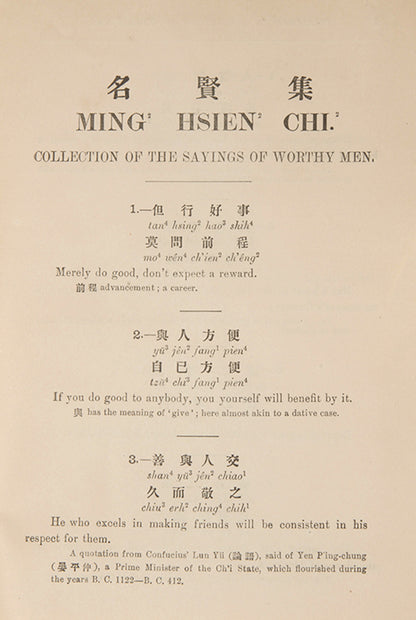 名賢集
MING² HSIEN² CHI.²
COLLECTION OF THE SAYINGS OF WORTHY MEN.
1.—但行好事
tan⁴ hsing² hao³ shih⁴
莫問前程
mo⁴ wên⁴ ch'ien² ch'êng²
Merely do good, don't expect a reward.
前程 advancement; a career.
2.—與人方便
yü³ jên² fang¹ pien⁴
自已方便
tzŭ⁴ chi³ fang¹ pien⁴
If you do good to anybody, you yourself will benefit by it.
與 has the meaning of 'give'; here almost akin to a dative case.
3.—善與人交
shan⁴ yü³ jên² chiao¹
久而敬之
chiu³ erh² ching⁴ chih¹
He who excels in making friends will be consistent in his
respect for them.
A quotation from Confucius' Lun Yü (論語), said of Yen P'ing-chung
(晏平仲), a Prime Minister of the Ch'i State, which flourished during
the years B. C. 1122—B. C. 412.